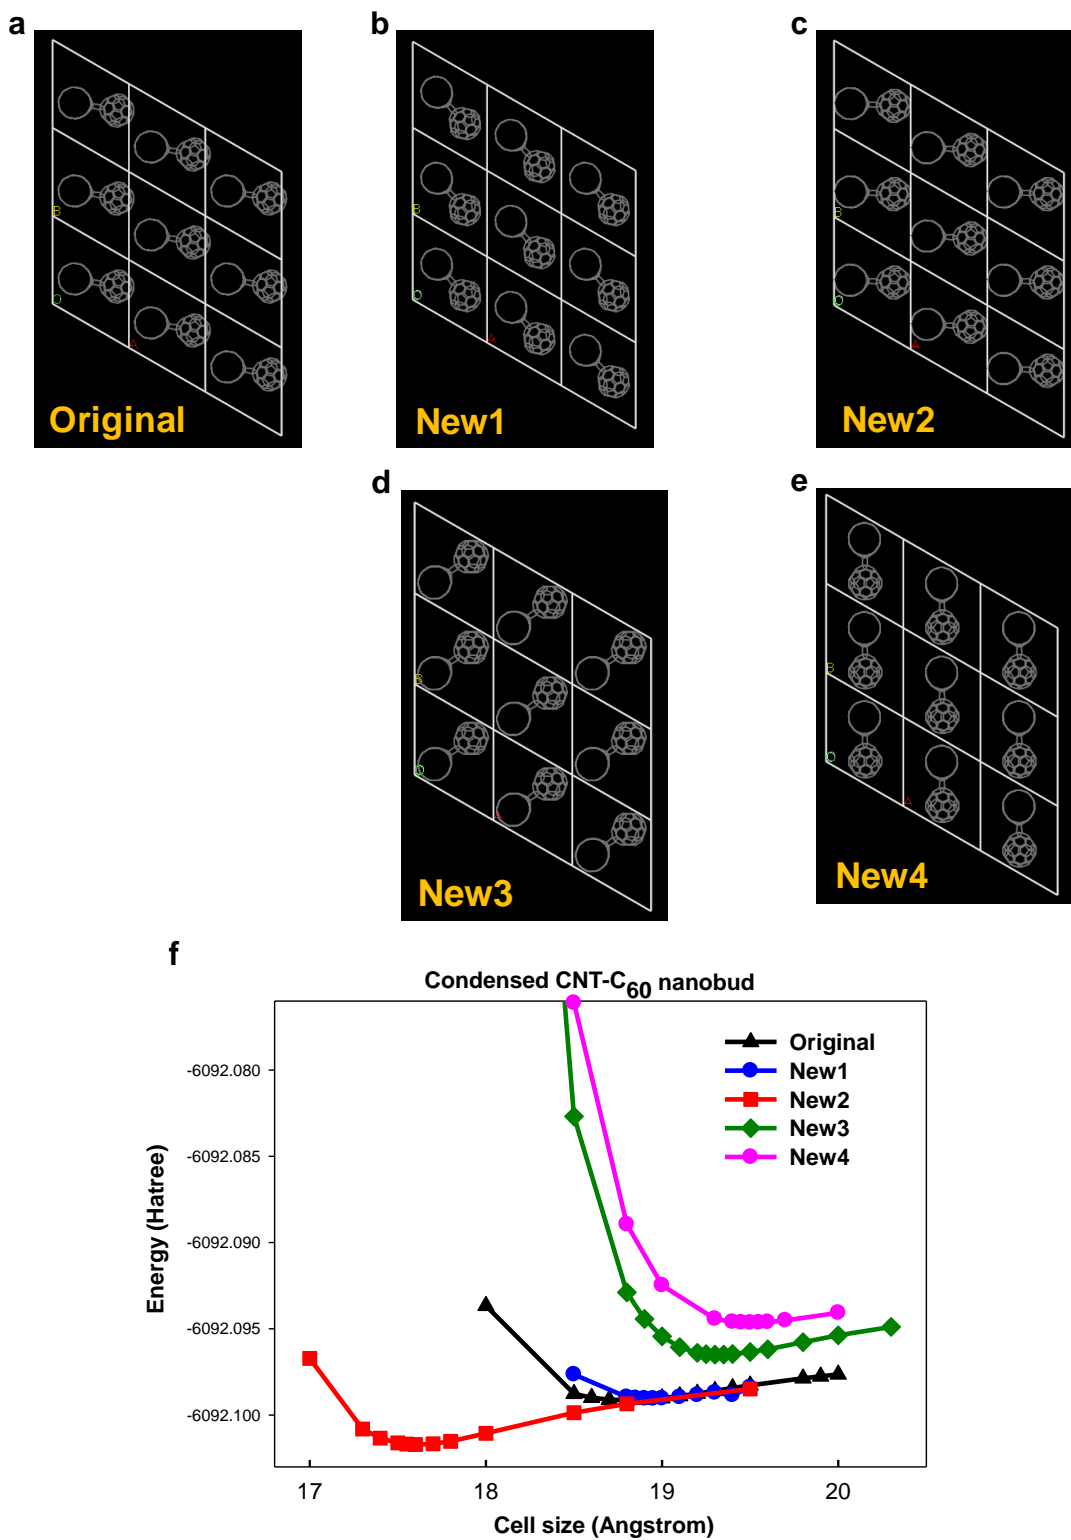 a
b
c
B
O
A
Original
B
O
A
New1
B
O
A
New2
d
e
B
O
A
New3
B
O
A
New4
f
Condensed CNT-C60 nanobud
Original
New1
New2
New3
New4
-6092.080
-6092.085
-6092.090
-6092.095
-6092.100
Energy (Hatree)
17 18 19 20
Cell size (Angstrom)